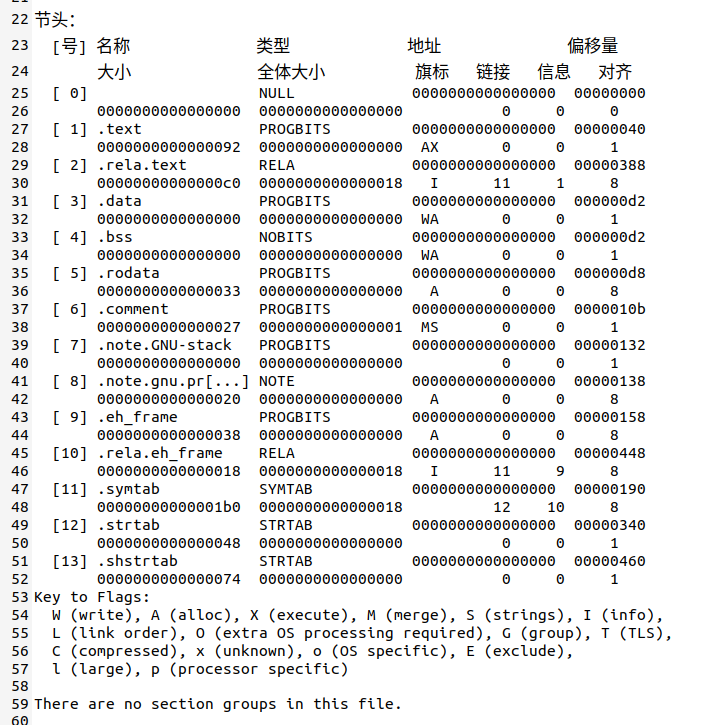 22 节头:
23 [号] 名称 类型 地址 偏移量
24 大小 全体大小 旗标 链接 信息 对齐
25 [ 0] NULL 0000000000000000 00000000
26 0000000000000000 0000000000000000 0 0 0
27 [ 1] .text PROGBITS 0000000000000000 00000040
28 0000000000000092 0000000000000000 AX 0 0 1
29 [ 2] .rela.text RELA 0000000000000000 00000388
30 00000000000000c0 0000000000000018 I 11 1 8
31 [ 3] .data PROGBITS 0000000000000000 000000d2
32 0000000000000000 0000000000000000 WA 0 0 1
33 [ 4] .bss NOBITS 0000000000000000 000000d2
34 0000000000000000 0000000000000000 WA 0 0 1
35 [ 5] .rodata PROGBITS 0000000000000000 000000d8
36 0000000000000033 0000000000000000 A 0 0 8
37 [ 6] .comment PROGBITS 0000000000000000 0000010b
38 0000000000000027 0000000000000001 MS 0 0 1
39 [ 7] .note.GNU-stack PROGBITS 0000000000000000 00000132
40 0000000000000000 0000000000000000 0 0 1
41 [ 8] .note.gnu.pr[...] NOTE 0000000000000000 00000138
42 0000000000000020 0000000000000000 A 0 0 8
43 [ 9] .eh_frame PROGBITS 0000000000000000 00000158
44 0000000000000038 0000000000000000 A 0 0 8
45 [10] .rela.eh_frame RELA 0000000000000000 00000448
46 0000000000000018 0000000000000018 I 11 9 8
47 [11] .symtab SYMTAB 0000000000000000 00000190
48 00000000000001b0 0000000000000018 12 10 8
49 [12] .strtab STRTAB 0000000000000000 00000340
50 0000000000000048 0000000000000000 0 0 1
51 [13] .shstrtab STRTAB 0000000000000000 00000460
52 0000000000000074 0000000000000000 0 0 1
53 Key to Flags:
54 W (write), A (alloc), X (execute), M (merge), S (strings), I (info),
55 L (link order), O (extra OS processing required), G (group), T (TLS),
56 C (compressed), x (unknown), o (OS specific), E (exclude),
57 l (large), p (processor specific)
58
59 There are no section groups in this file.
60